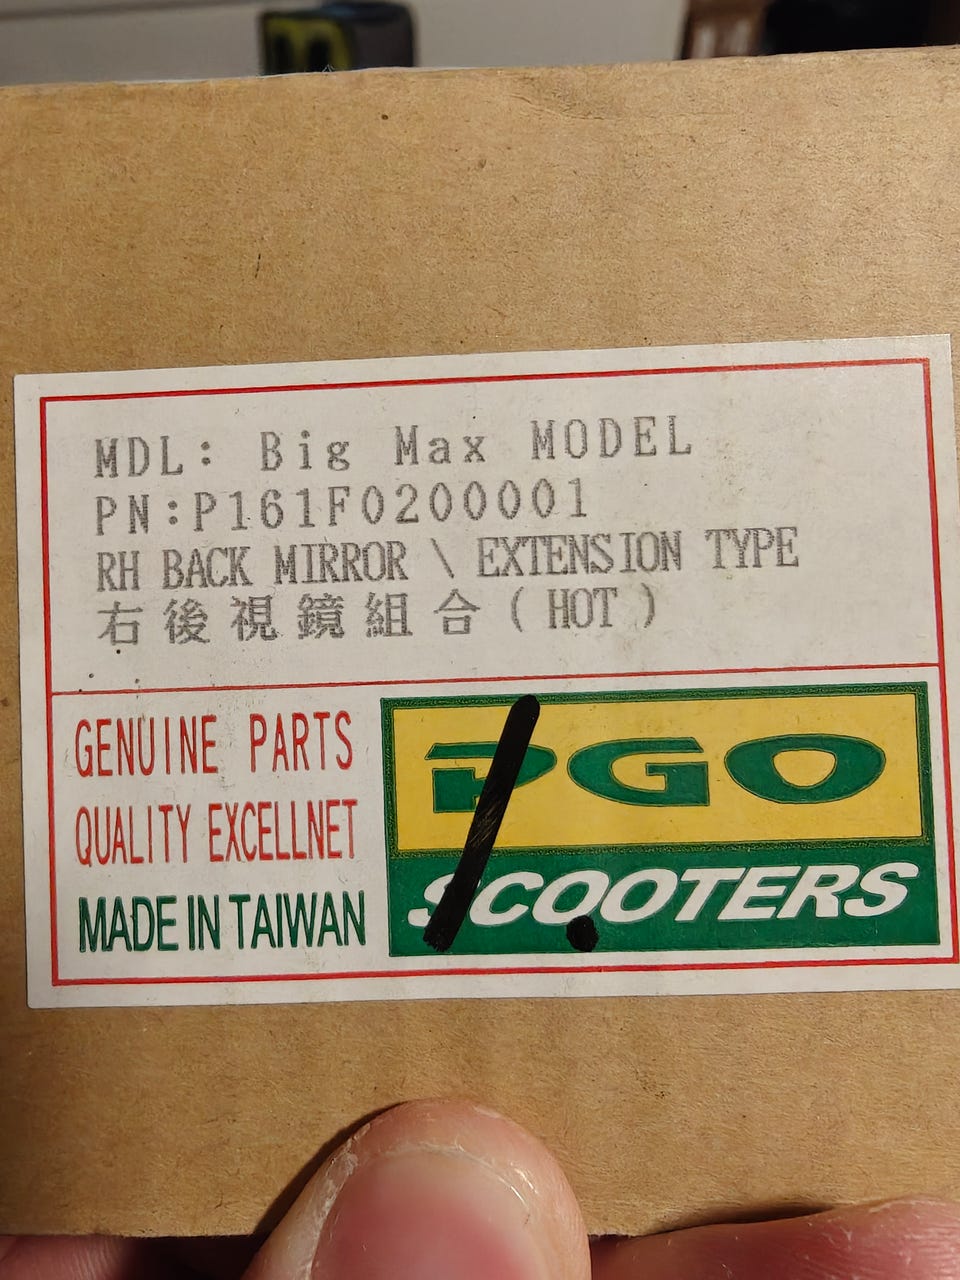 MDL: Big Max MODEL
PN:P161F0200001
RH BACK MIRROR \ EXTENSION TYPE
右後視鏡組合(HOT)
GENUINE PARTS
QUALITY EXCELLNET
MADE IN TAIWAN
PGO
SCOOTERS